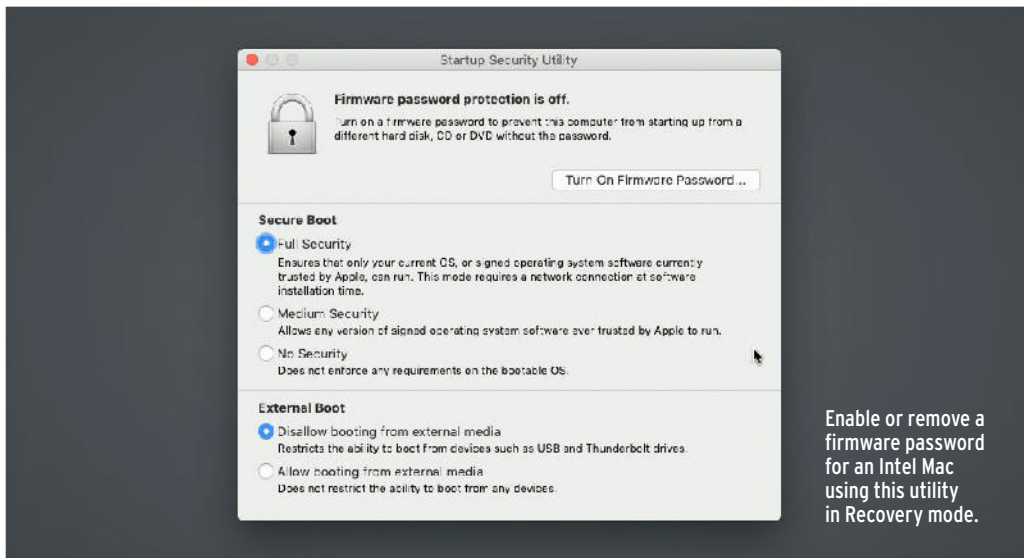 Startup Security Utility
Firmware password protection is off.
Turn on a firmware password to prevent this computer from starting up from a
different hard disk, CD or DVD without the password.
Turn On Firmware Password...
Secure Boot
Full Security
Ensures that only your current OS, or signed operating system software currently
trusted by Apple, can run. This mode requires a network connection at software
installation time.
Medium Security
Allows any version of signed operating system software ever trusted by Apple to run.
No Security
Does not enforce any requirements on the bootable OS.
External Boot
Disallow booting from external media
Restricts the ability to boot from devices such as USB and Thunderbolt drives.
Allow booting from external media
Does not restrict the ability to boot from any devices.
Enable or remove a
firmware password
for an Intel Mac
using this utility
in Recovery mode.